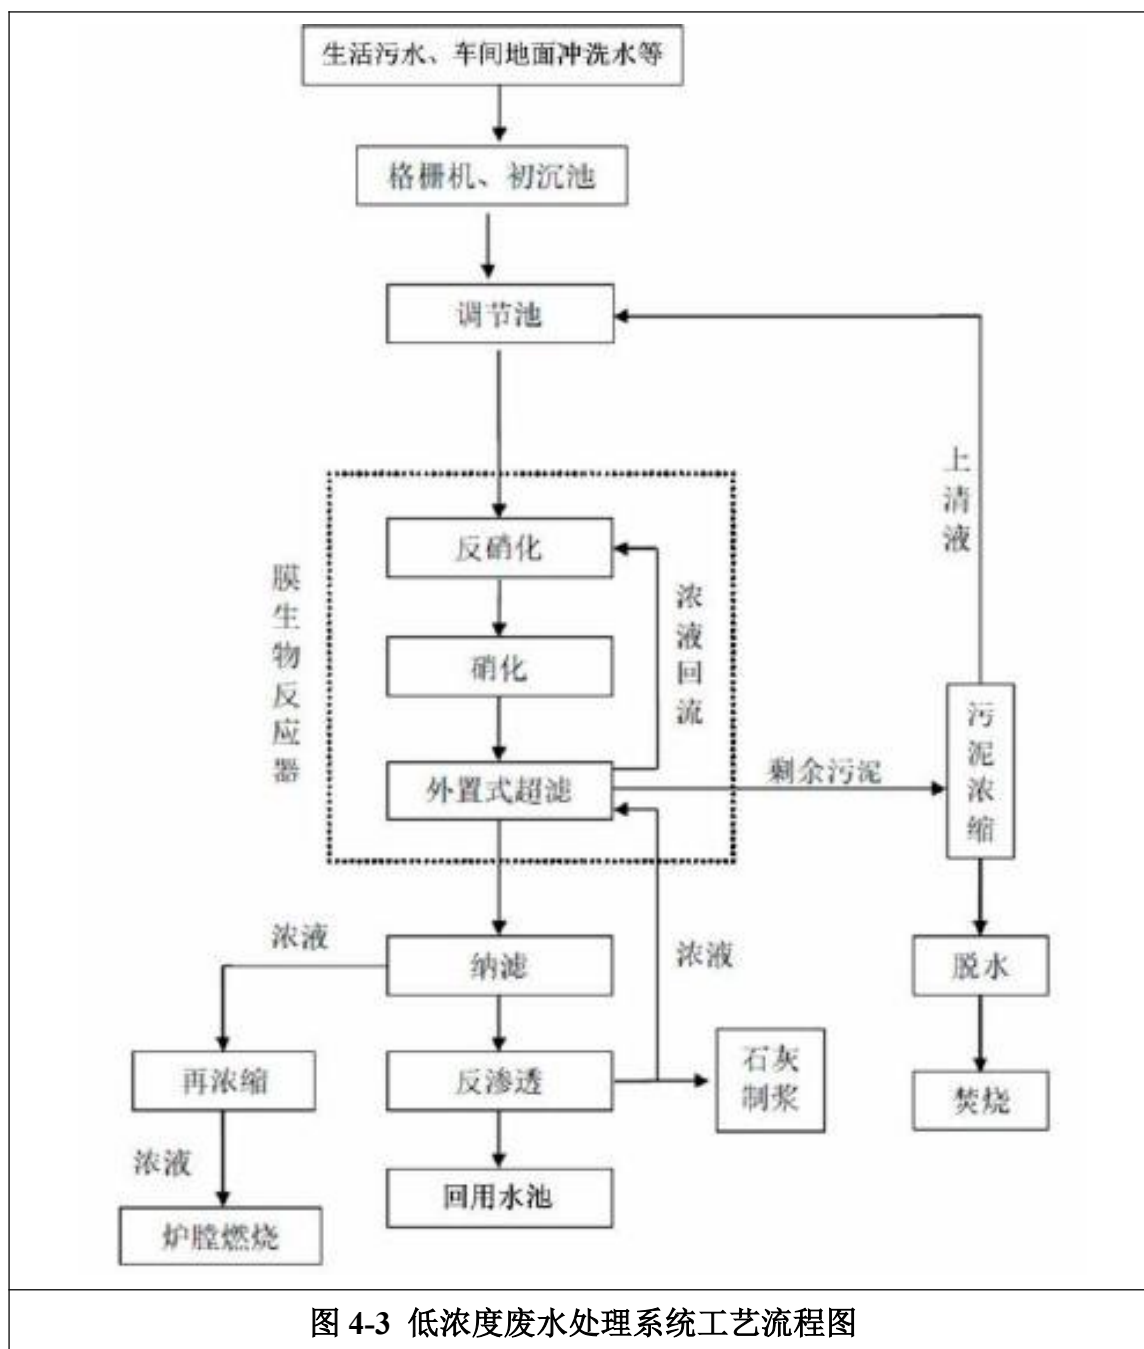 生活污水、车间地面冲洗水等
格栅机、初沉池
调节池
上清液
膜生物反应器
反硝化
浓液回流
硝化
外置式超滤
剩余污泥
污泥浓缩
浓液
纳滤
浓液
脱水
再浓缩
反渗透
石灰
制浆
焚烧
浓液
回用水池
炉膛燃烧
图 4-3 低浓度废水处理系统工艺流程图